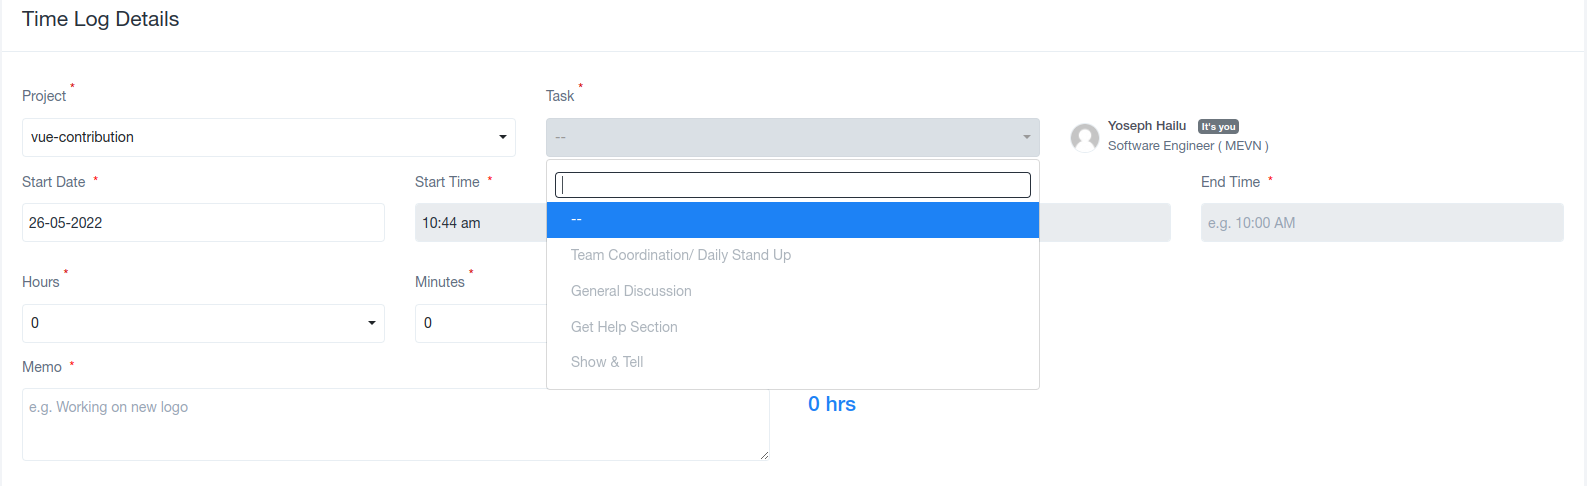 Time Log Details
Project *
Task *
vue-contribution
--
Yoseph Hailu It's you
Software Engineer ( MEVN )
Start Date *
Start Time *
End Time *
26-05-2022
10:44 am
e.g. 10:00 AM
--
Team Coordination/ Daily Stand Up
General Discussion
Get Help Section
Show & Tell
Hours *
Minutes *
0
0
Memo *
e.g. Working on new logo
0 hrs